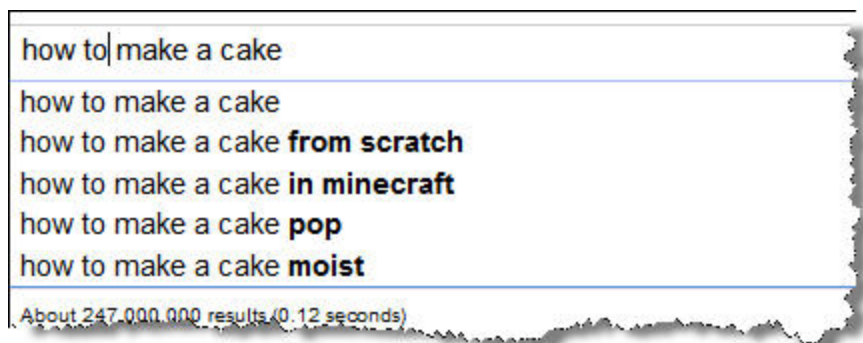 how to make a cake
how to make a cake
how to make a cake from scratch
how to make a cake in minecraft
how to make a cake pop
how to make a cake moist
About 247,000,000 results (0.12 seconds)